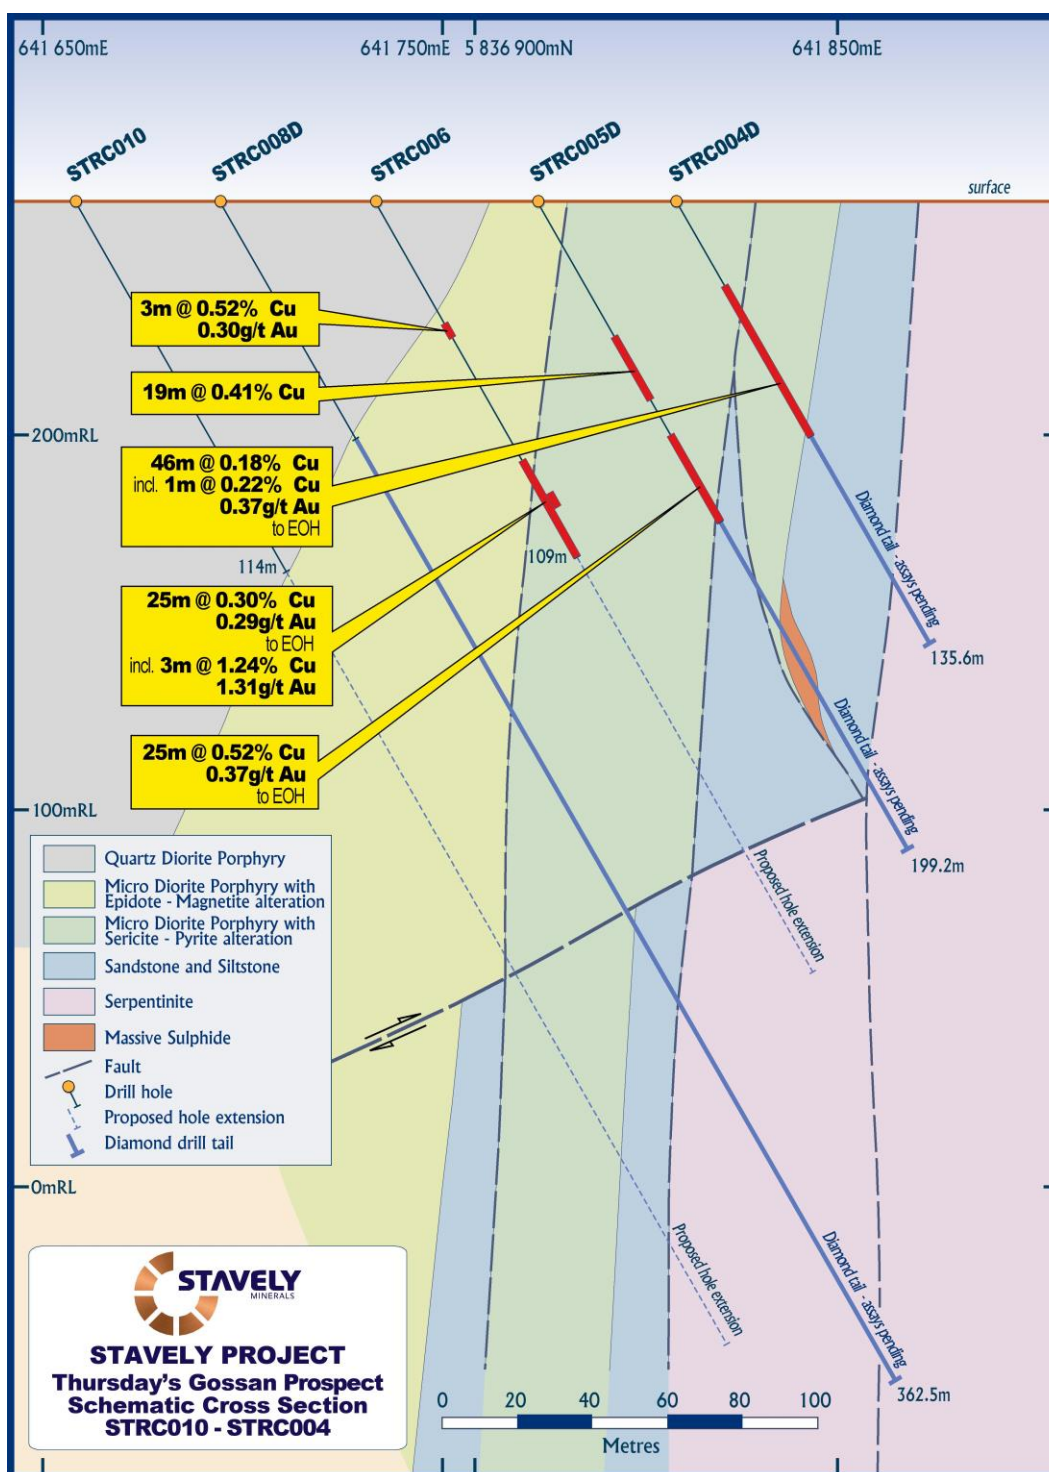 641 650mE
641 750mE
5 836 900mN
641 850mE
STRC010
STRC008D
STRC006
STRC005D
STRC004D
surface
3m @ 0.52% Cu
0.30g/t Au
19m @ 0.41% Cu
200mRL
46m @ 0.18% Cu
incl. 1m @ 0.22% Cu
0.37g/t Au
to EOH
114m
109m
25m @ 0.30% Cu
0.29g/t Au
to EOH
incl. 3m @ 1.24% Cu
1.31g/t Au
Diamond tail - assays pending
135.6m
25m @ 0.52% Cu
0.37g/t Au
to EOH
Diamond tail - assays pending
199.2m
100mRL
Proposed hole extension
Quartz Diorite Porphyry
Micro Diorite Porphyry with
Epidote - Magnetite alteration
Micro Diorite Porphyry with
Sericite - Pyrite alteration
Sandstone and Siltstone
Serpentinite
Massive Sulphide
Fault
Drill hole
Proposed hole extension
Diamond drill tail
0mRL
Proposed hole extension
Diamond tail - assays pending
362.5m
STAVELY
MINERALS
STAVELY PROJECT
Thursday's Gossan Prospect
Schematic Cross Section
STRC010 - STRC004
0 20 40 60 80 100
Metres